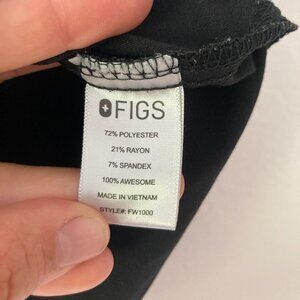 FIGS
72% POLYESTER
21% RAYON
7% SPANDEX
100% AWESOME
MADE IN VIETNAM
STYLE#: FW1000